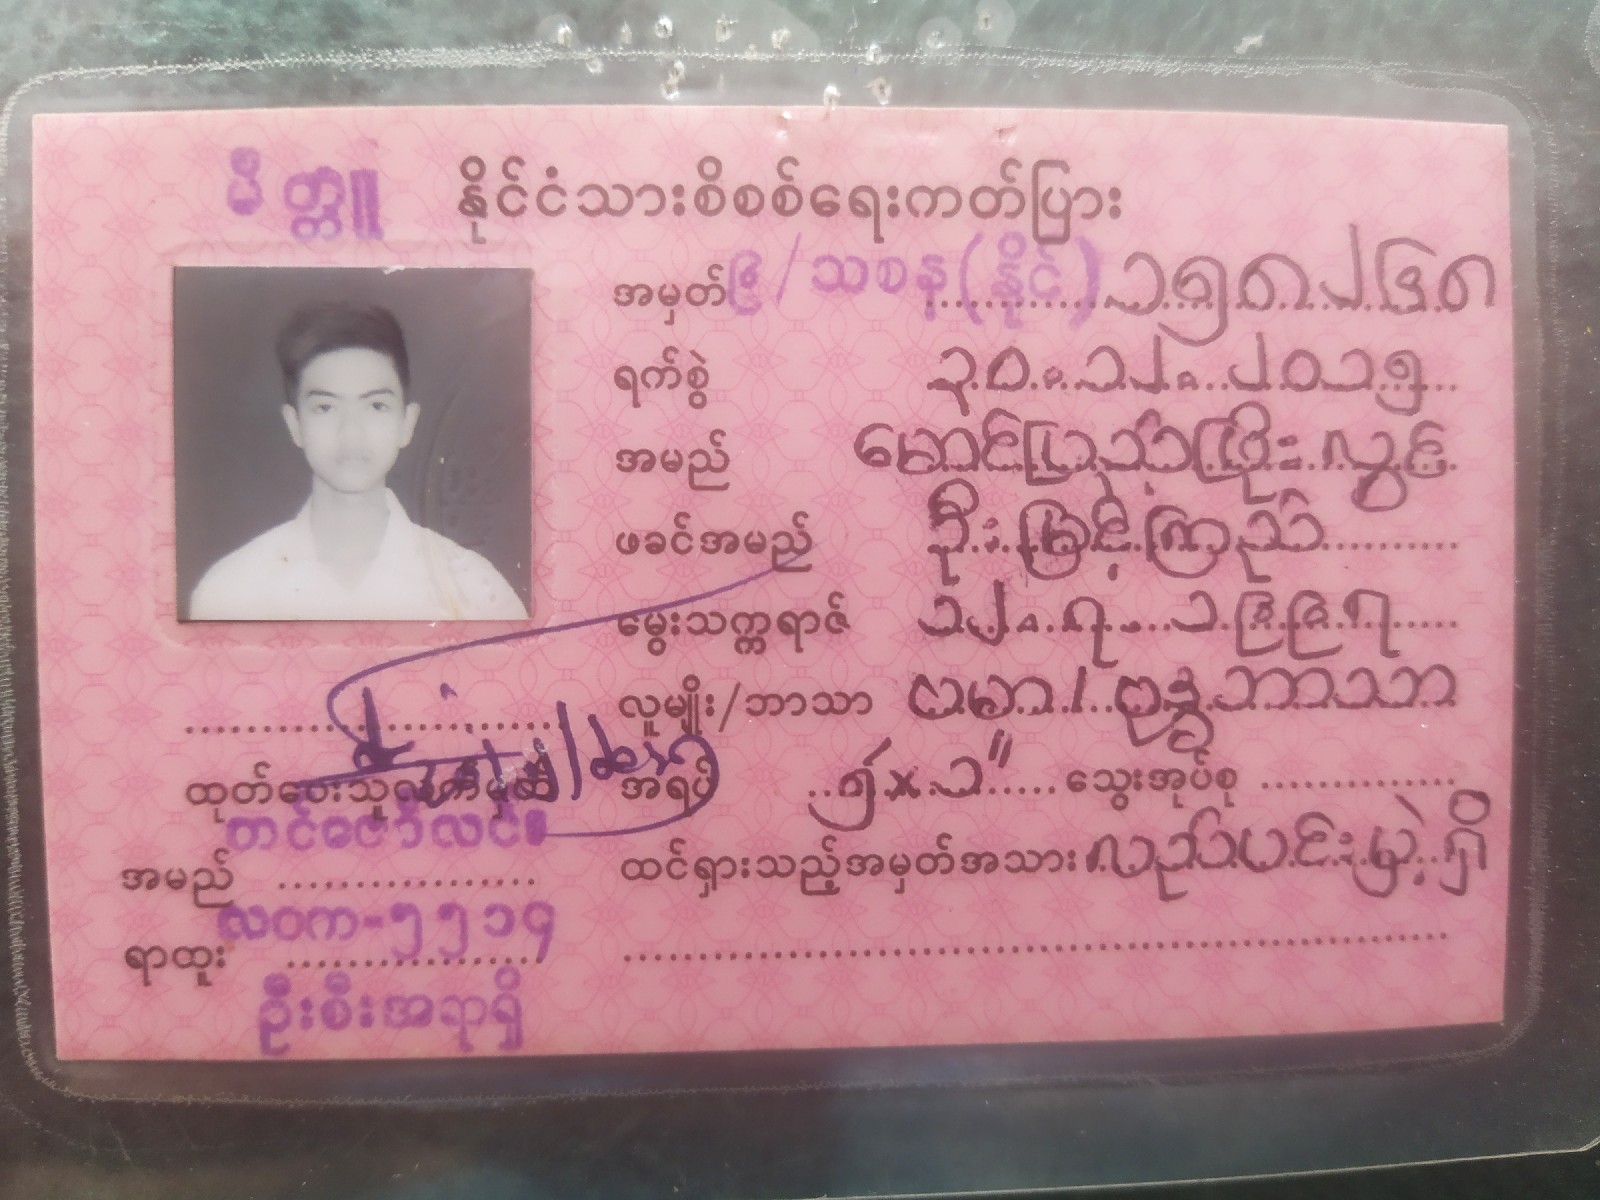 မိတ္တူ နိုင်ငံသားစိစစ်ရေးကတ်ပြား
အမှတ် ၉/သစန(နိုင်) ၁၅၈၂၆၈
ရက်စွဲ ၃၀.၁၂.၂၀၁၅
အမည် မောင်ပြည့်ဖြိုးလွင်
ဖခင်အမည် ဦးမြင့်ကြည်
မွေးသက္ကရာဇ် ၁၂.၇.၁၉၉၇
လူမျိုး/ဘာသာ ဗမာ/ဗုဒ္ဓဘာသာ
အရပ် ၅'x၁" သွေးအုပ်စု
ထင်ရှားသည့်အမှတ်အသား လည်ပင်းမှဲ့ရှိ
ထုတ်ပေးသူလက်မှတ်
အမည် တင်ဇော်လင်း
ရာထူး လဝက-၅၅၁၄
ဦးစီးအရာရှိ